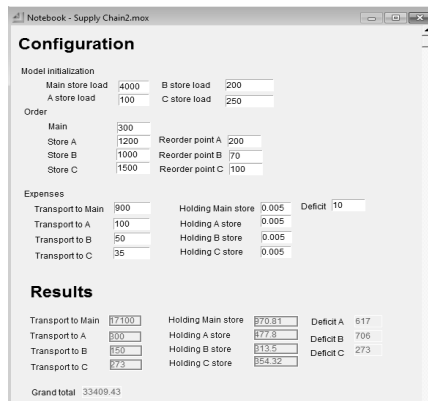 Notebook - Supply Chain2.mox
Configuration
Model initialization
Main store load 4000 B store load 200
A store load 100 C store load 250
Order
Main 300
Store A 1200 Reorder point A 200
Store B 1000 Reorder point B 70
Store C 1500 Reorder point C 100
Expenses
Transport to Main 900 Holding Main store 0.005 Deficit 10
Transport to A 100 Holding A store 0.005
Transport to B 50 Holding B store 0.005
Transport to C 35 Holding C store 0.005
Results
Transport to Main 17100 Holding Main store 970.81 Deficit A 617
Transport to A 300 Holding A store 477.8 Deficit B 706
Transport to B 150 Holding B store 313.5 Deficit C 273
Transport to C 273 Holding C store 354.32
Grand total 33409.43